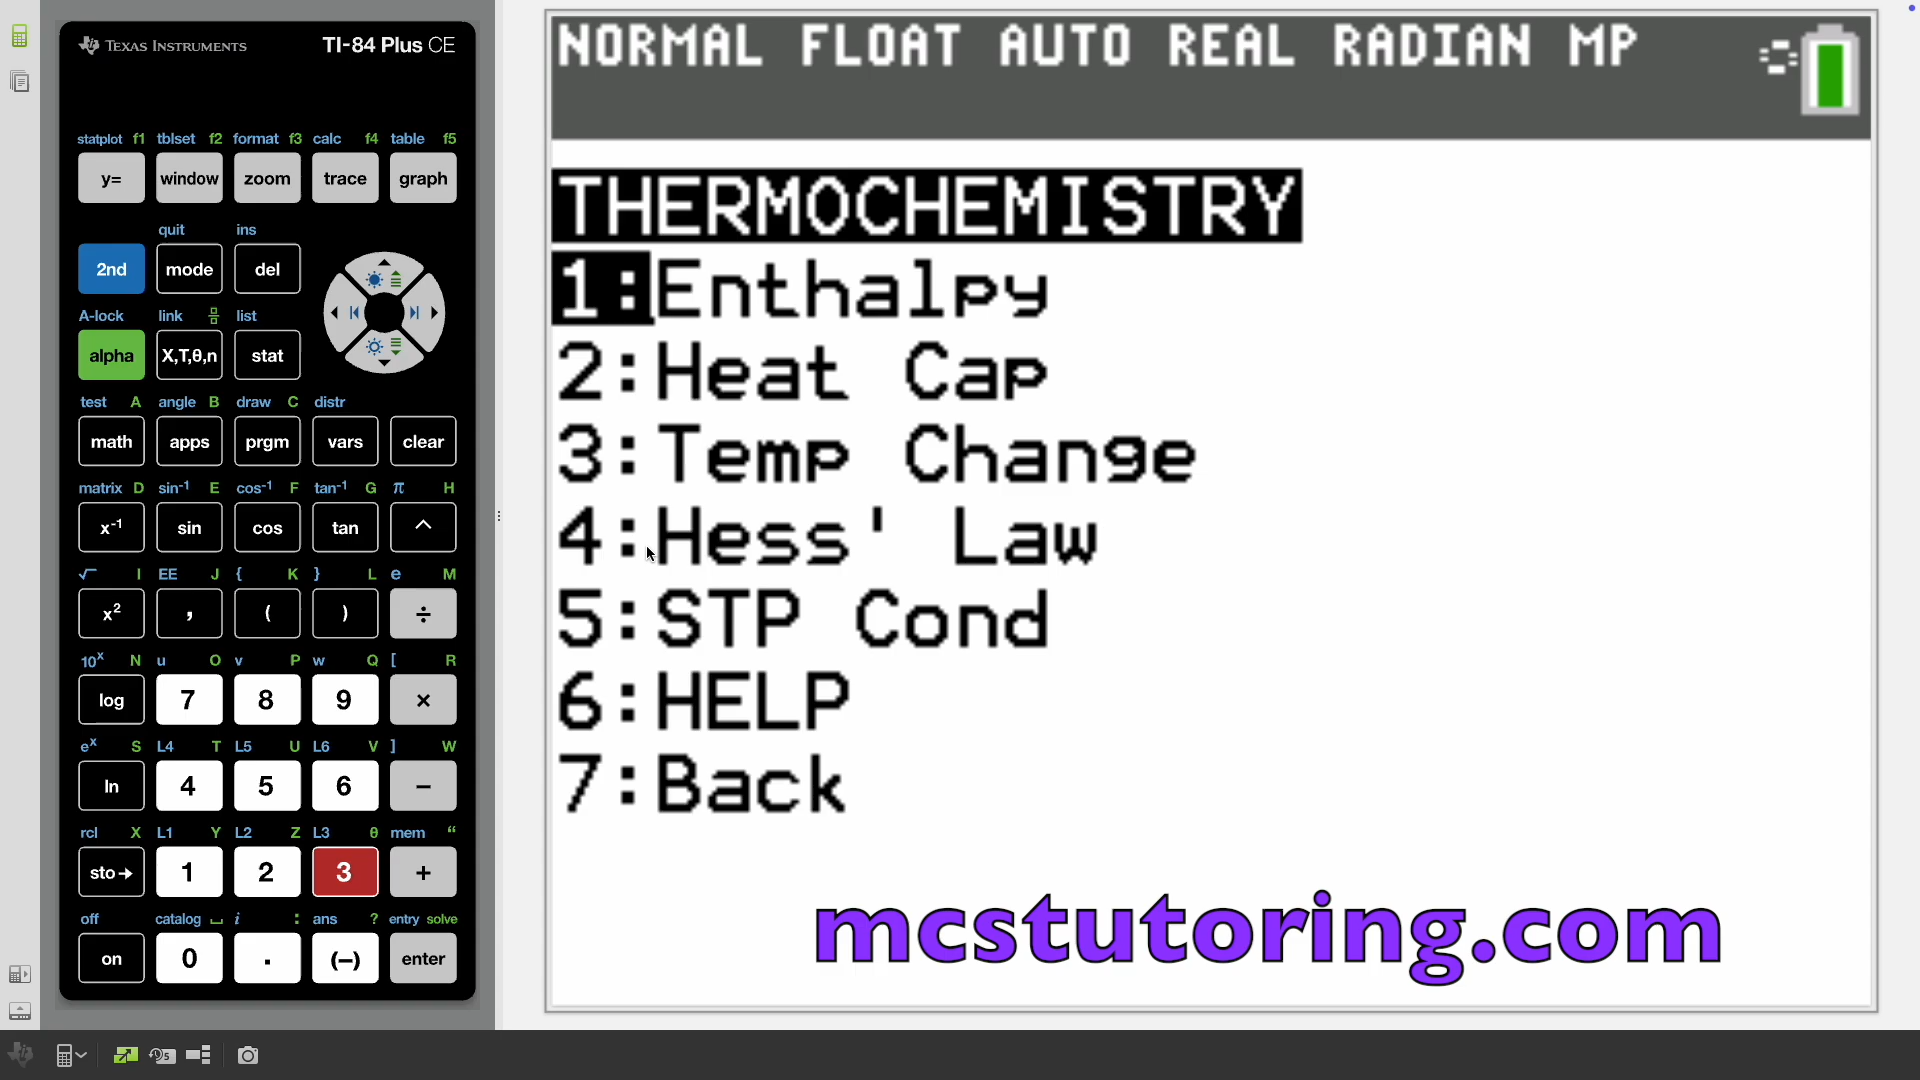 TEXAS INSTRUMENTS TI-84 Plus CE
statplot f1 tblset f2 format f3 calc f4 table f5
y= window zoom trace graph
quit ins
2nd mode del
A-lock link list
alpha X,T,θ,n stat
test A angle B draw C distr
math apps prgm vars clear
matrix D sin⁻¹ E cos⁻¹ F tan⁻¹ G π H
x⁻¹ sin cos tan ^
√ I EE J { K } L e M
x² , ( ) ÷
10ˣ N u O v P w Q [ R
log 7 8 9 ×
eˣ S L4 T L5 U L6 V ] W
ln 4 5 6 −
rcl X L1 Y L2 Z L3 θ mem “
sto→ 1 2 3 +
off catalog ⎵ i : ans ? entry solve
on 0 . (−) enter
NORMAL FLOAT AUTO REAL RADIAN MP
THERMOCHEMISTRY
1:Enthalpy
2:Heat Cap
3:Temp Change
4:Hess' Law
5:STP Cond
6:HELP
7:Back
mcstutoring.com